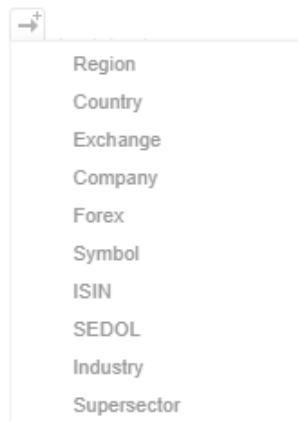 Region
Country
Exchange
Company
Forex
Symbol
ISIN
SEDOL
Industry
Supersector